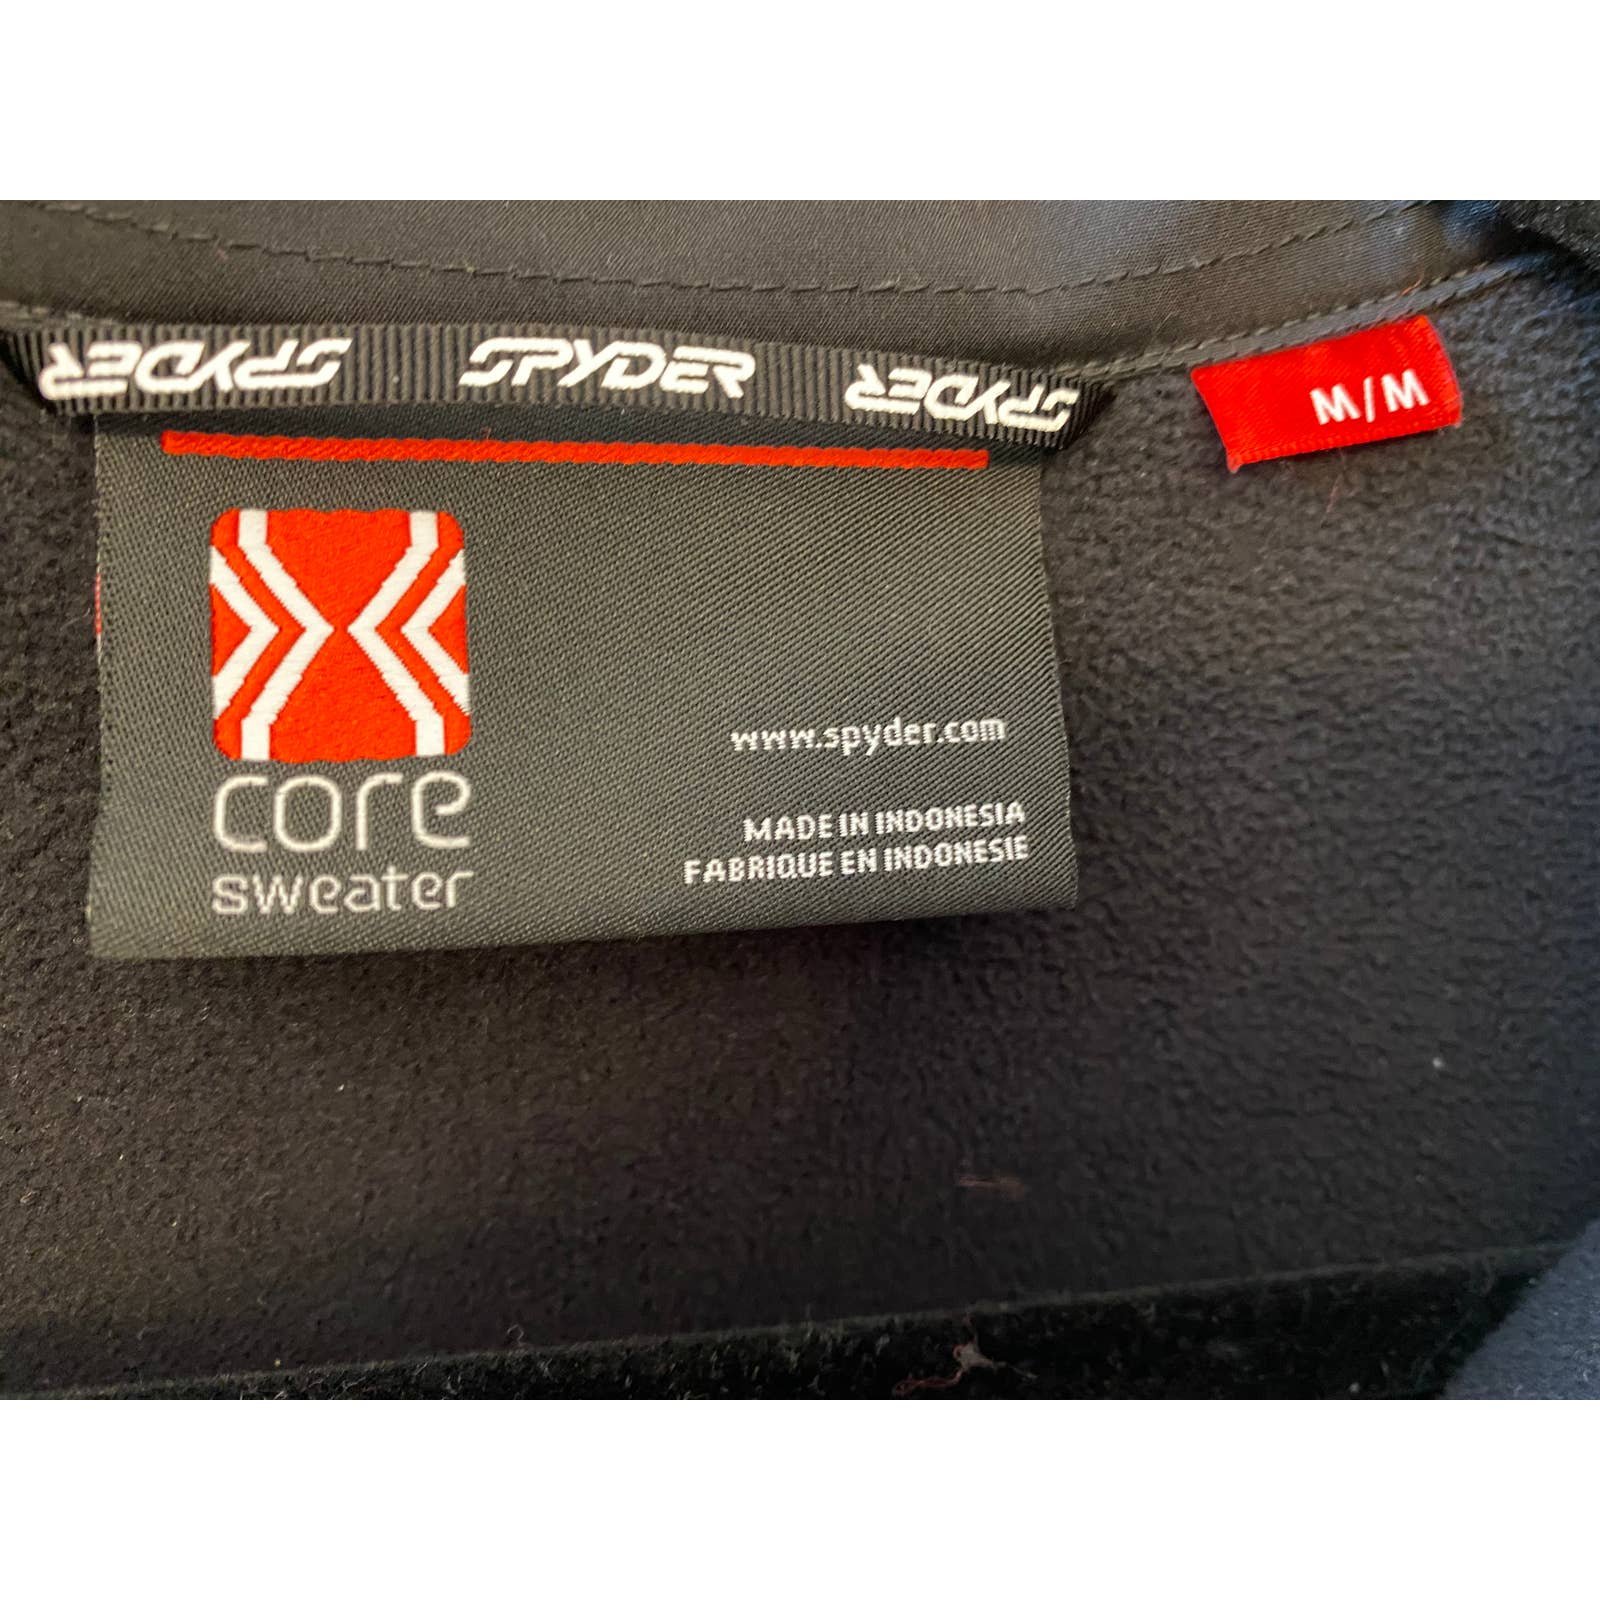 SPYDER SPYDER SPYDER
M/M
www.spyder.com
MADE IN INDONESIA
FABRIQUE EN INDONESIE
core
sweater